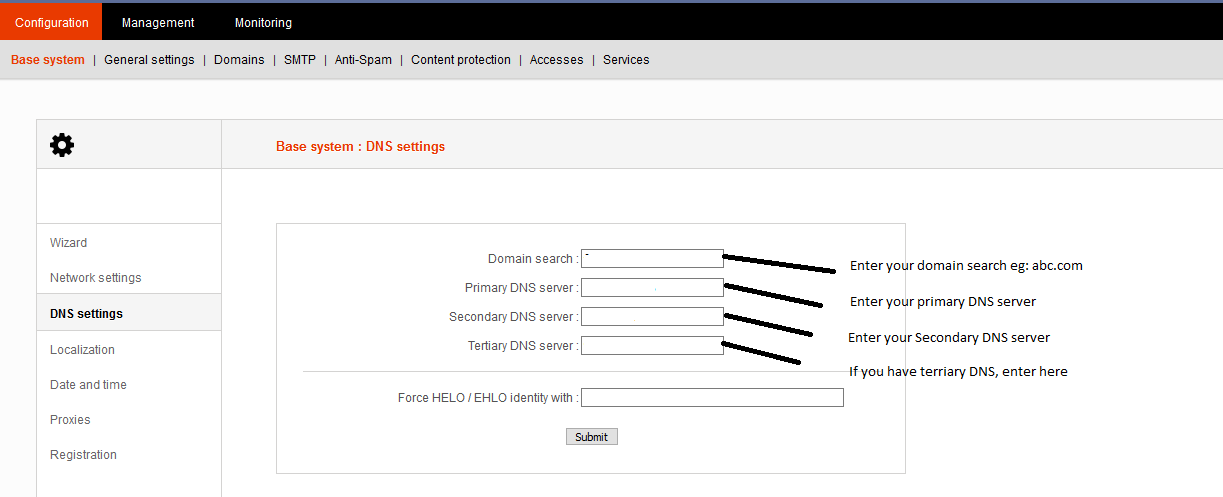 Configuration Management Monitoring
Base system | General settings | Domains | SMTP | Anti-Spam | Content protection | Accesses | Services
Base system : DNS settings
Wizard
Network settings
DNS settings
Localization
Date and time
Proxies
Registration
Domain search : -
Enter your domain search eg: abc.com
Primary DNS server :
Enter your primary DNS server
Secondary DNS server :
Enter your Secondary DNS server
Tertiary DNS server :
If you have terriary DNS, enter here
Force HELO / EHLO identity with :
Submit